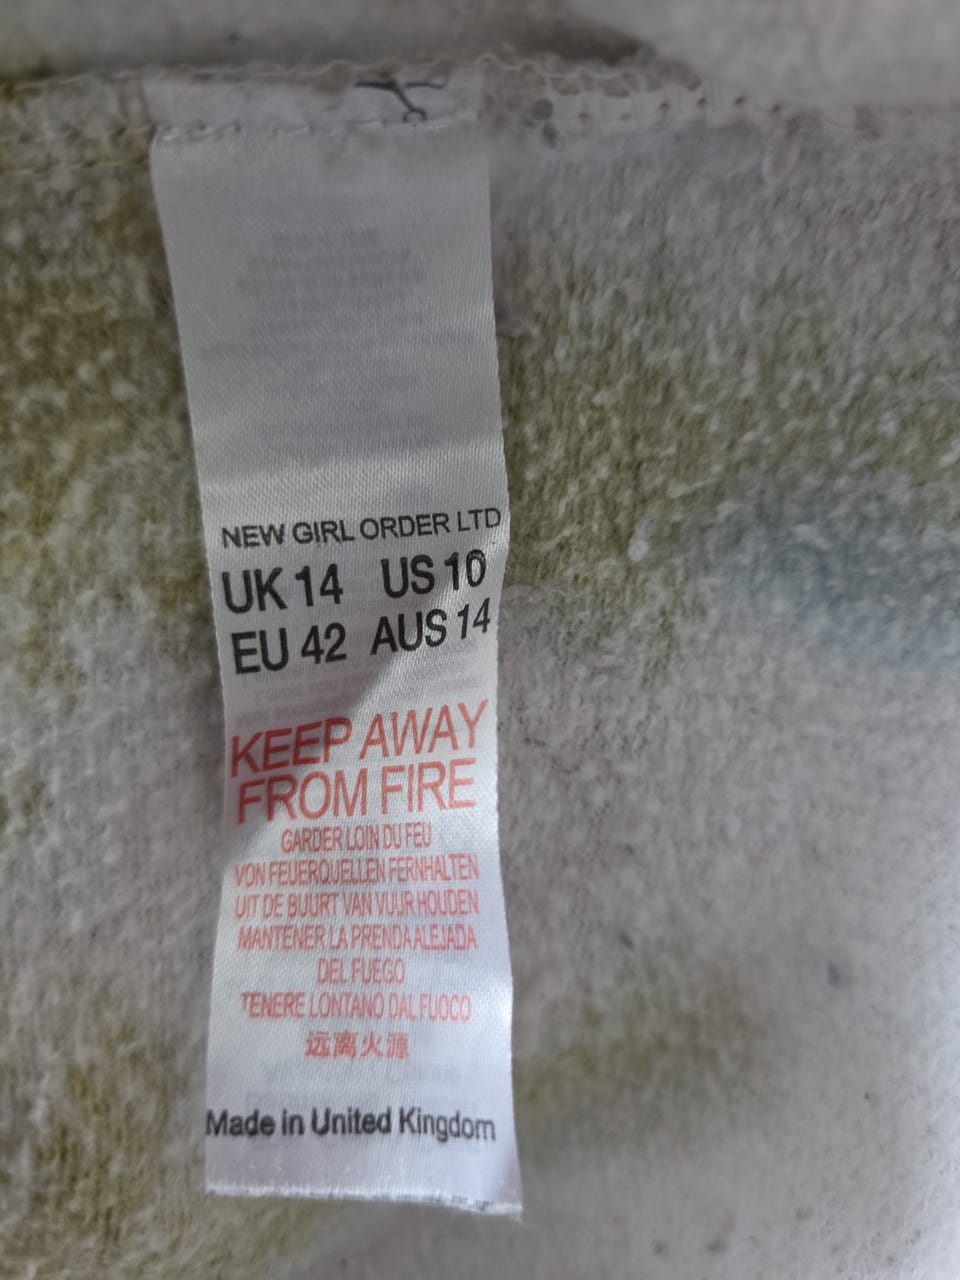 NEW GIRL ORDER LTD
UK 14 US 10
EU 42 AUS 14
KEEP AWAY
FROM FIRE
GARDER LOIN DU FEU
VON FEUERQUELLEN FERNHALTEN
UIT DE BUURT VAN VUUR HOUDEN
MANTENER LA PRENDA ALEJADA
DEL FUEGO
TENERE LONTANO DAL FUOCO
远离火源
Made in United Kingdom